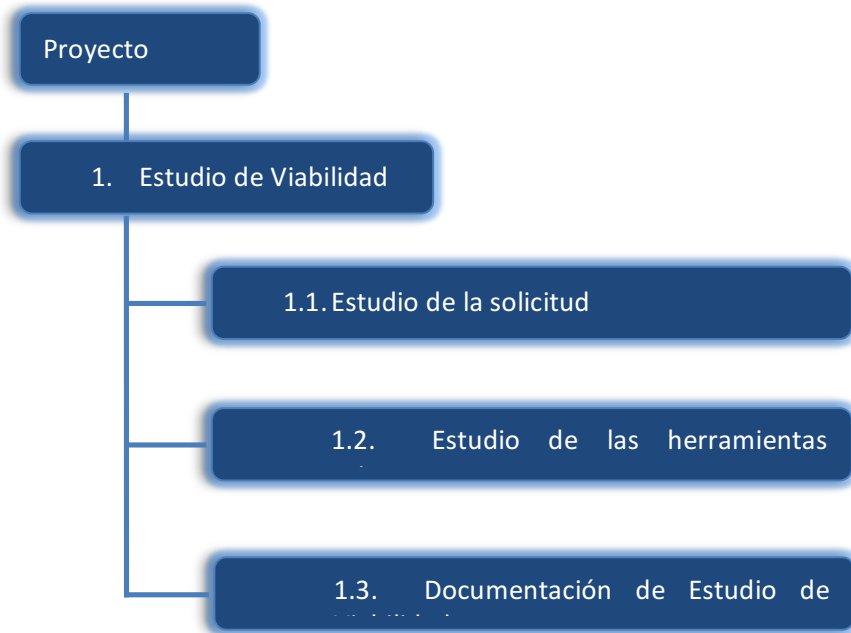 Proyecto
1. Estudio de Viabilidad
1.1. Estudio de la solicitud
1.2. Estudio de las herramientas
1.3. Documentación de Estudio de